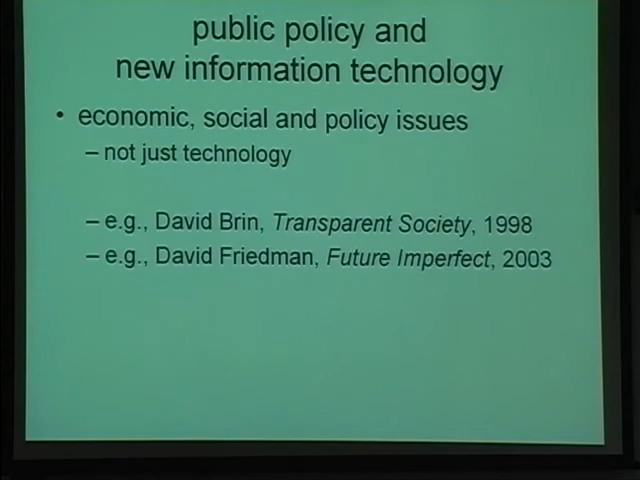 public policy and
new information technology
• economic, social and policy issues
– not just technology
– e.g., David Brin, Transparent Society, 1998
– e.g., David Friedman, Future Imperfect, 2003